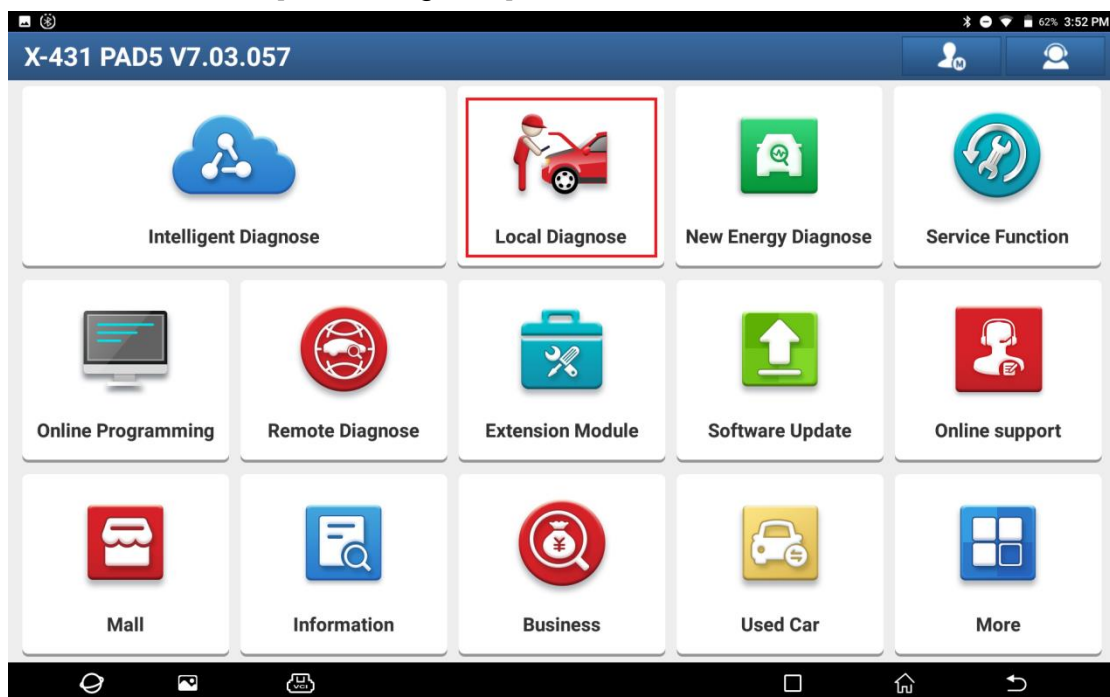 62% 3:52 PM
X-431 PAD5 V7.03.057
M
Intelligent Diagnose
Local Diagnose
New Energy Diagnose
Service Function
Online Programming
Remote Diagnose
Extension Module
Software Update
Online support
¥
Mall
Information
Business
Used Car
More
VCI